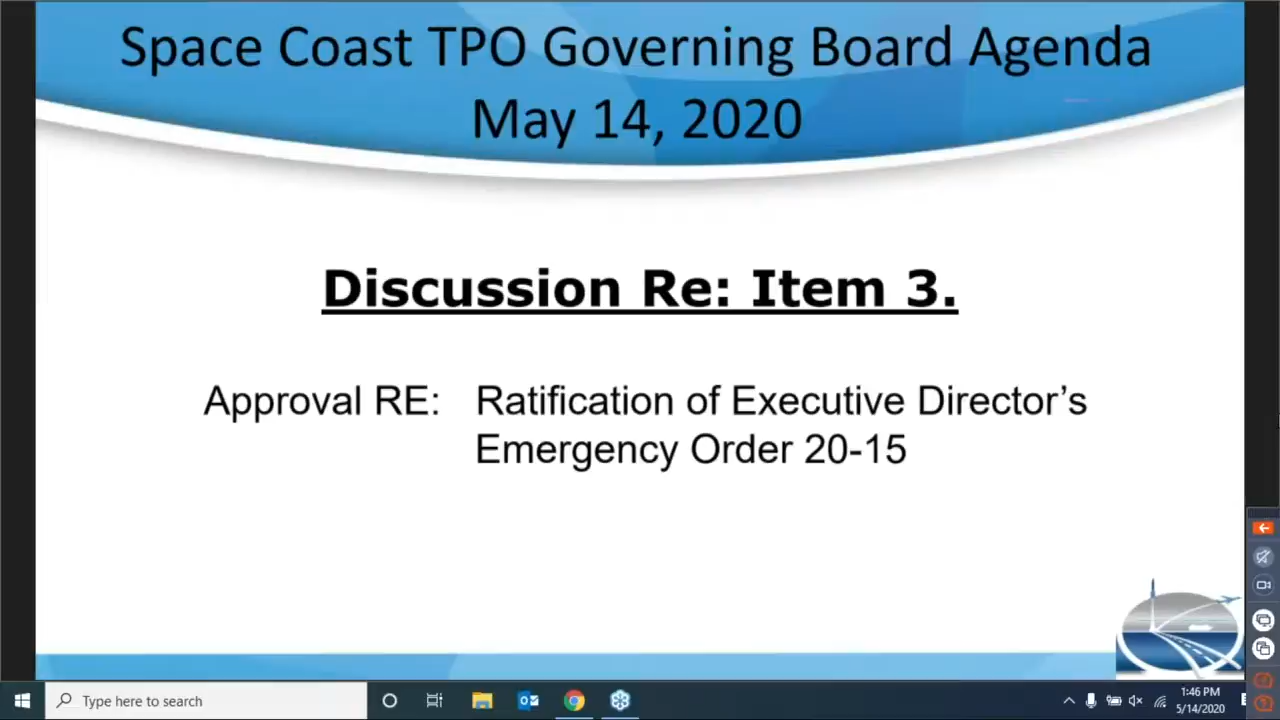 Space Coast TPO Governing Board Agenda
May 14, 2020
Discussion Re: Item 3.
Approval RE: Ratification of Executive Director’s
Emergency Order 20-15
Type here to search
1:46 PM
5/14/2020